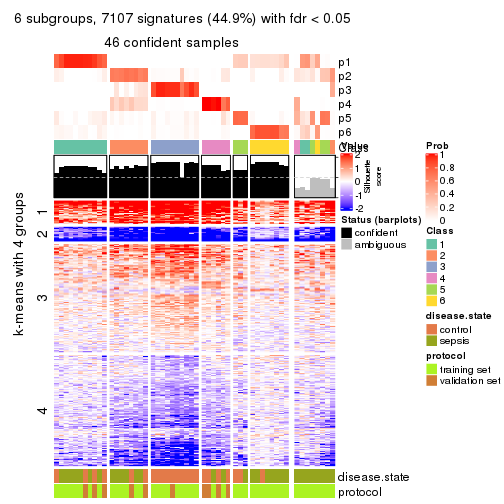 6 subgroups, 7107 signatures (44.9%) with fdr < 0.05
46 confident samples
p1
p2
p3
p4
p5
p6
Class
Value
2
1
0
-1
-2
Silhouette
score
Status (barplots)
confident
ambiguous
Prob
1
0.8
0.6
0.4
0.2
0
Class
1
2
3
4
5
6
disease.state
control
sepsis
protocol
training set
validation set
k-means with 4 groups
1
2
3
4
disease.state
protocol